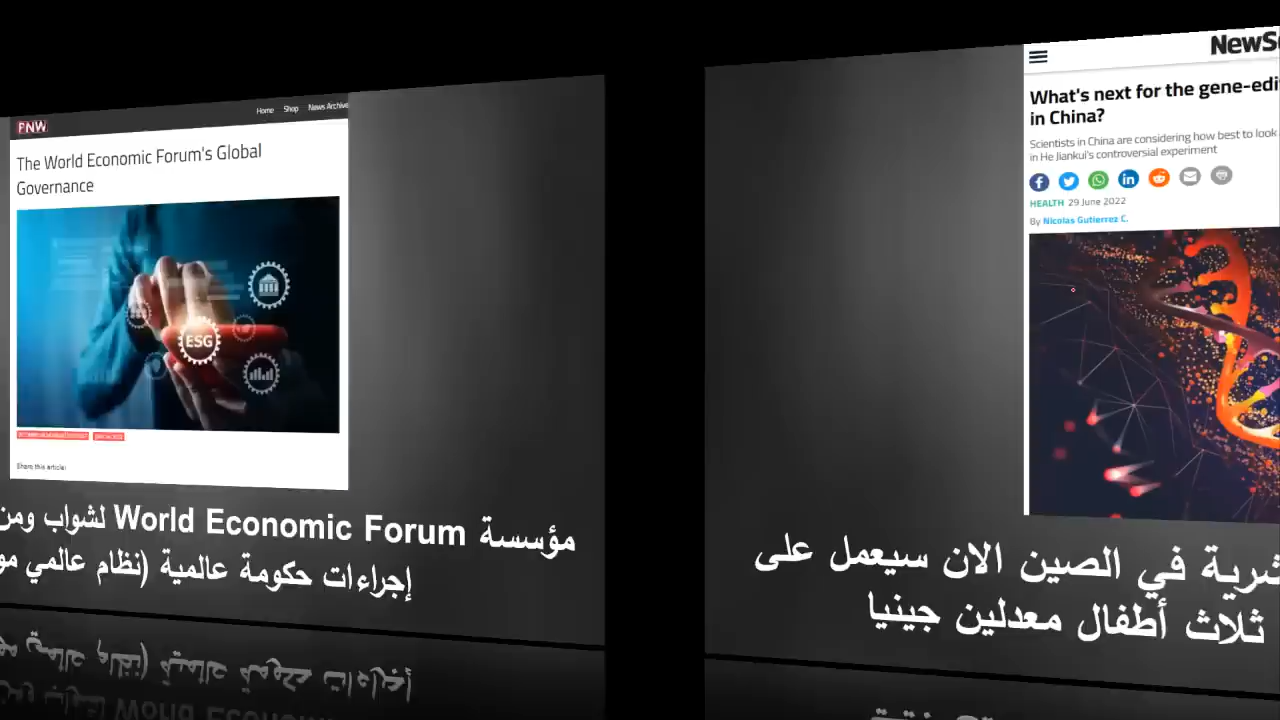 PNW
Home Shop News Archive
The World Economic Forum's Global
Governance
ESG
Share this article:
مؤسسة World Economic Forum لشواب ومن
إجراءات حكومة عالمية (نظام عالمي مو
NewSc
What's next for the gene-edi
in China?
Scientists in China are considering how best to look
in He Jiankui's controversial experiment
HEALTH 29 June 2022
By Nicolas Gutierrez C.
شرية في الصين الان سيعمل على
ثلاث أطفال معدلين جينيا